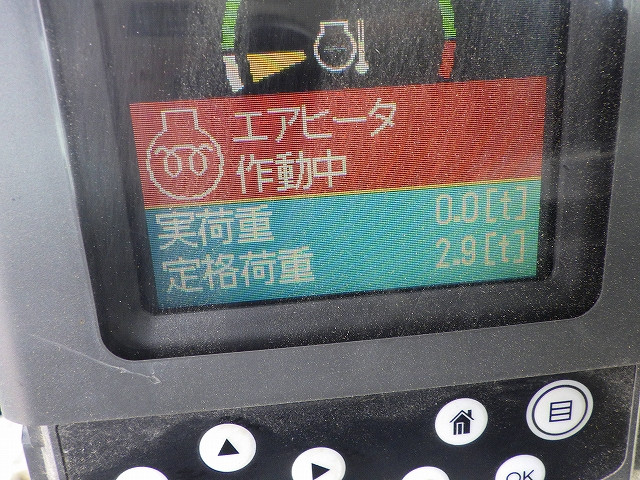 エアヒータ
作動中
実荷重 0.0[t]
定格荷重 2.9[t]
OK